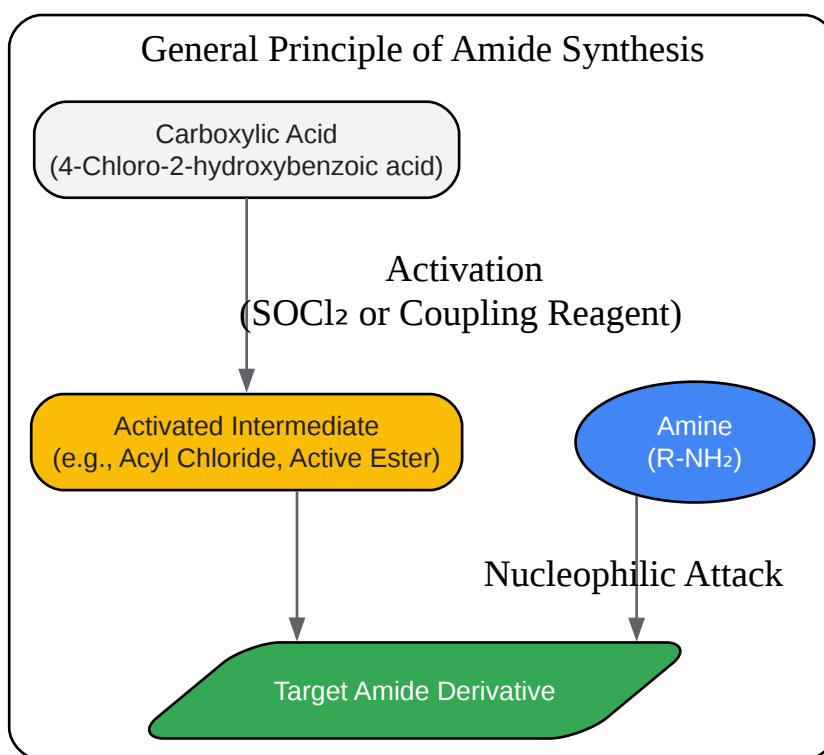 General Principle of Amide Synthesis
Carboxylic Acid
(4-Chloro-2-hydroxybenzoic acid)
Activation
(SOCl₂ or Coupling Reagent)
Activated Intermediate
(e.g., Acyl Chloride, Active Ester)
Amine
(R-NH₂)
Nucleophilic Attack
Target Amide Derivative